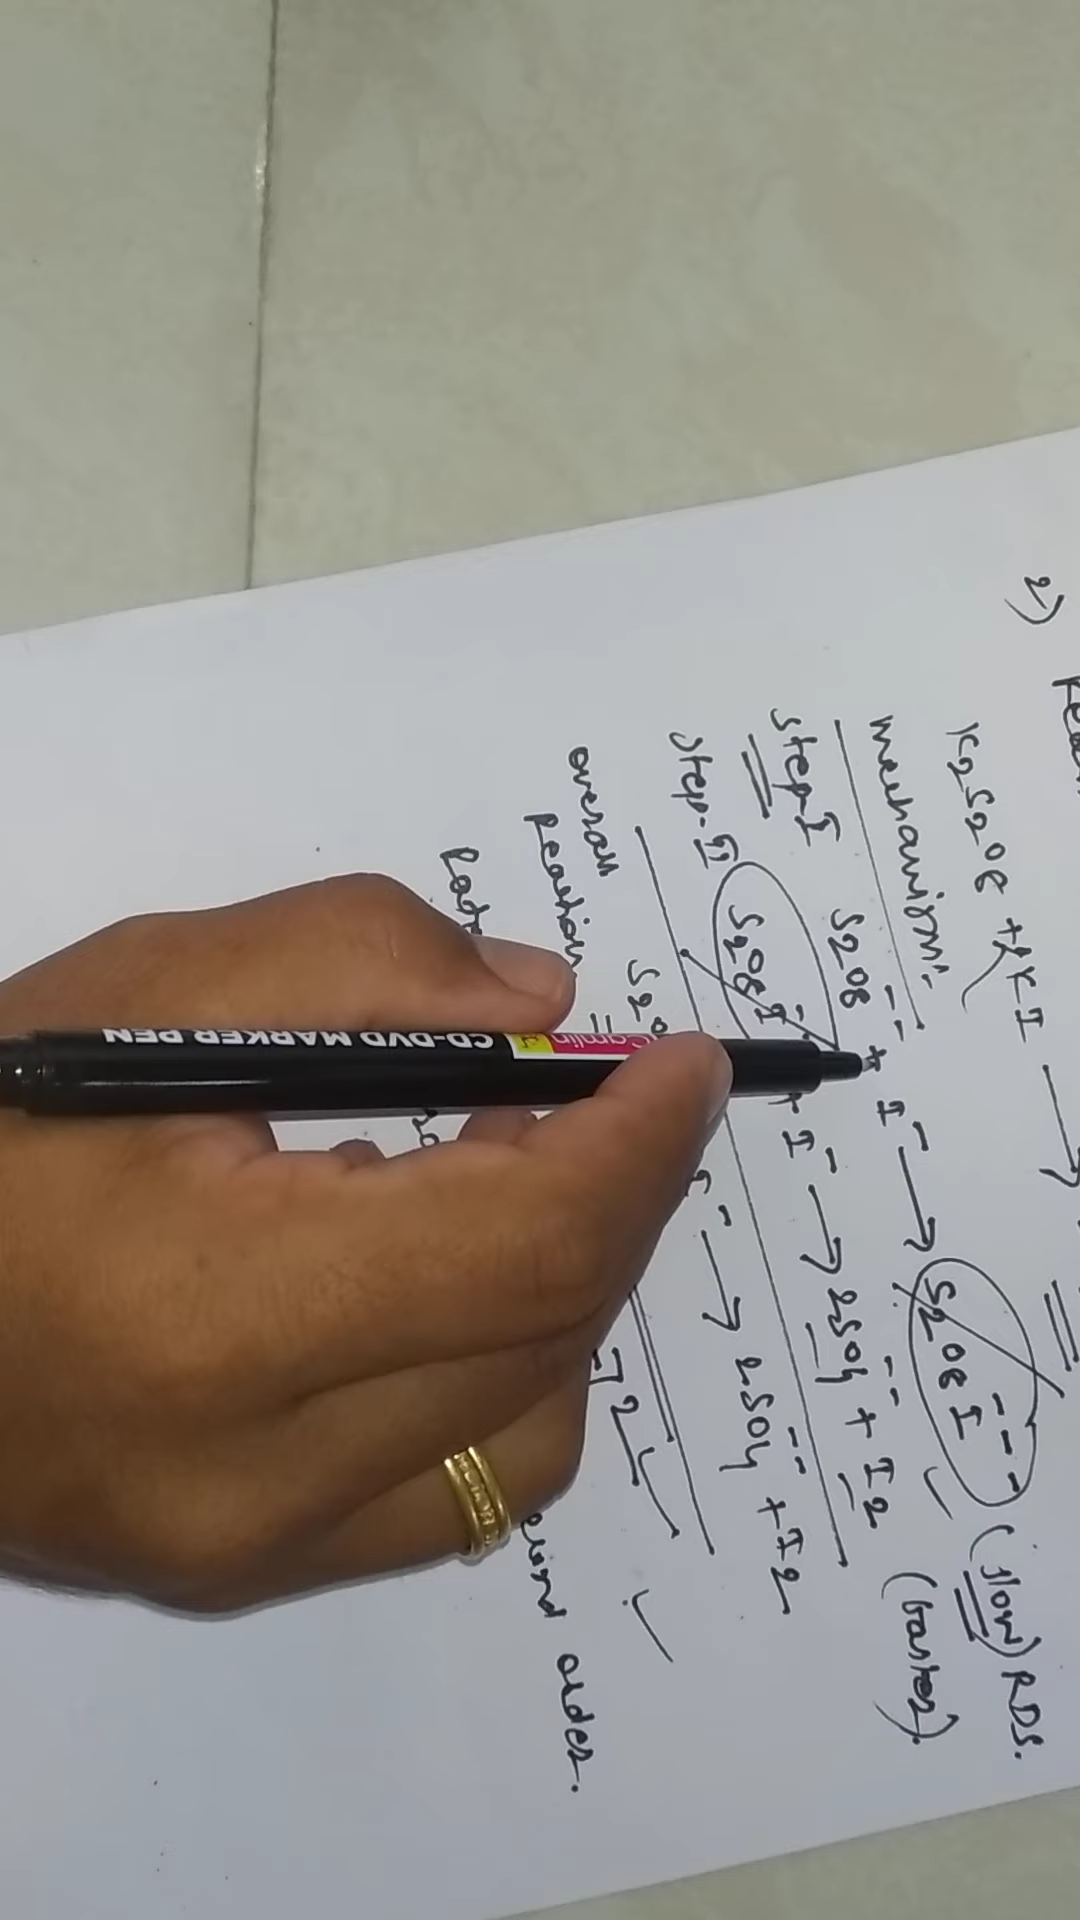 2)
K2S2O8 + KI →
mechanism:
Step I S2O8⁻⁻ + I⁻ → S2O8I⁻⁻⁻ (slow) RDS.
Step-II S2O8I⁻⁻⁻ + I⁻ → 2SO4⁻⁻ + I2 (faster).
overall
Reaction I⁻ → 2SO4⁻⁻ + I2
order.
Camlin
CD-DVD MARKER PEN